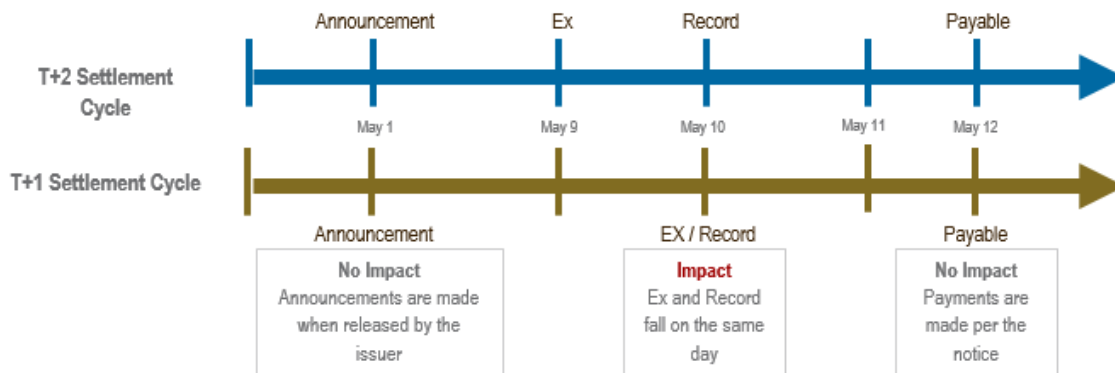 Announcement Ex Record Payable
T+2 Settlement
Cycle
May 1 May 9 May 10 May 11 May 12
T+1 Settlement Cycle
Announcement EX / Record Payable
No Impact
Announcements are made
when released by the
issuer
Impact
Ex and Record
fall on the same
day
No Impact
Payments are
made per the
notice